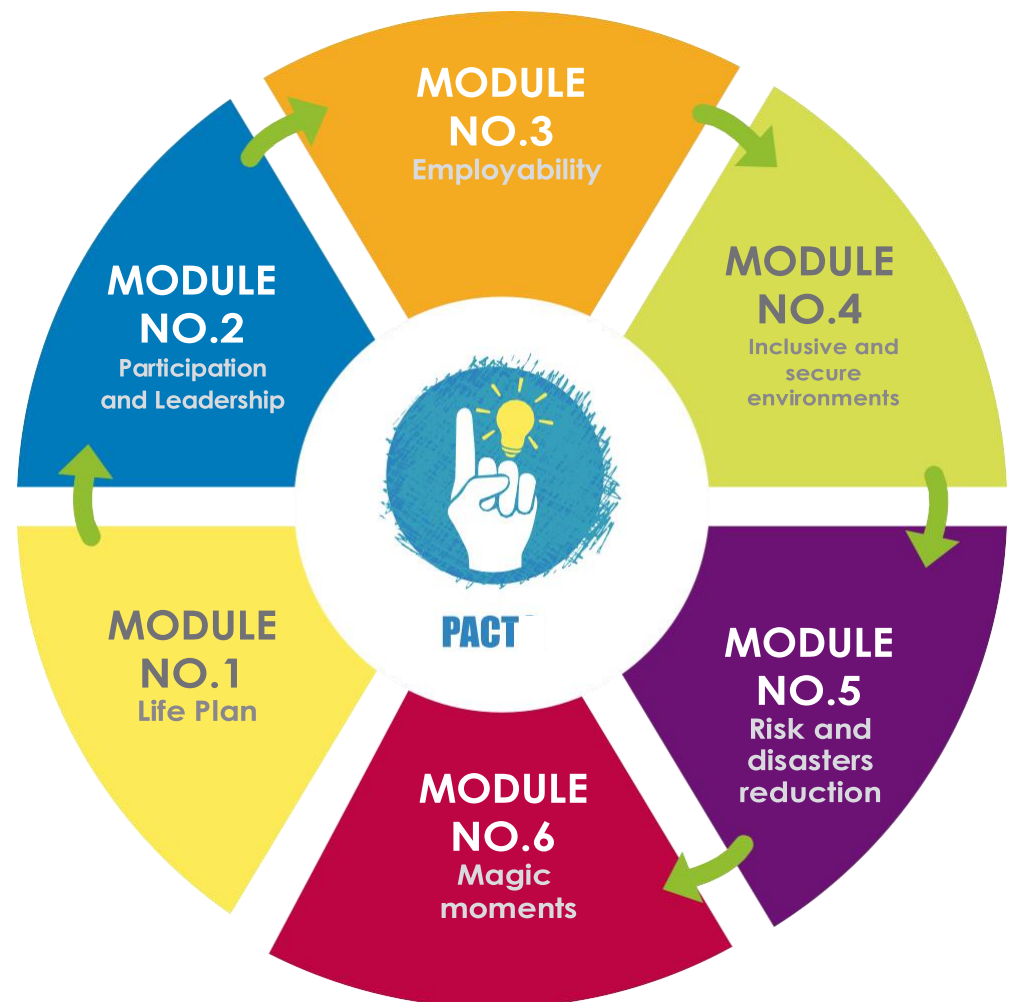 MODULE
NO.3
Employability
MODULE
NO.4
Inclusive and
secure
environments
MODULE
NO.2
Participation
and Leadership
PACT
MODULE
NO.1
Life Plan
MODULE
NO.5
Risk and
disasters
reduction
MODULE
NO.6
Magic
moments